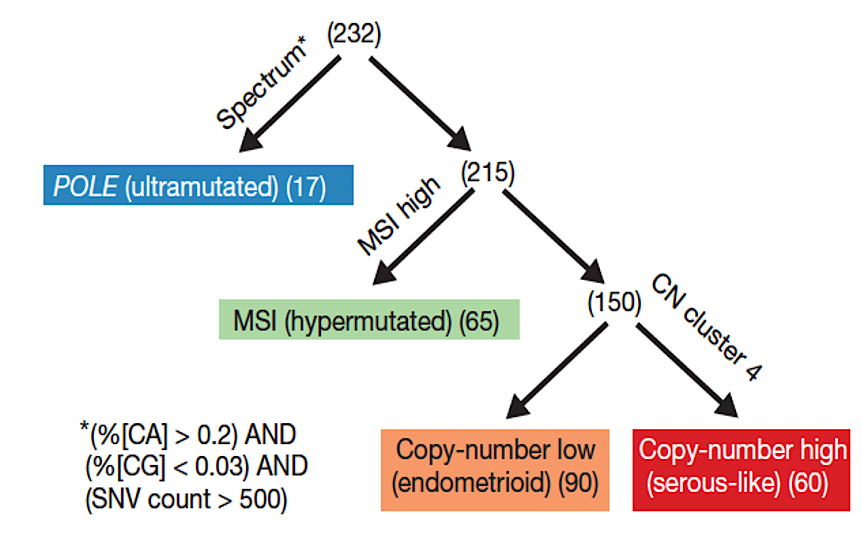 (232)
Spectrum*
POLE (ultramutated) (17)
(215)
MSI high
MSI (hypermutated) (65)
(150)
CN cluster 4
Copy-number low
(endometrioid) (90)
Copy-number high
(serous-like) (60)
*(%[CA] > 0.2) AND
(%[CG] < 0.03) AND
(SNV count > 500)